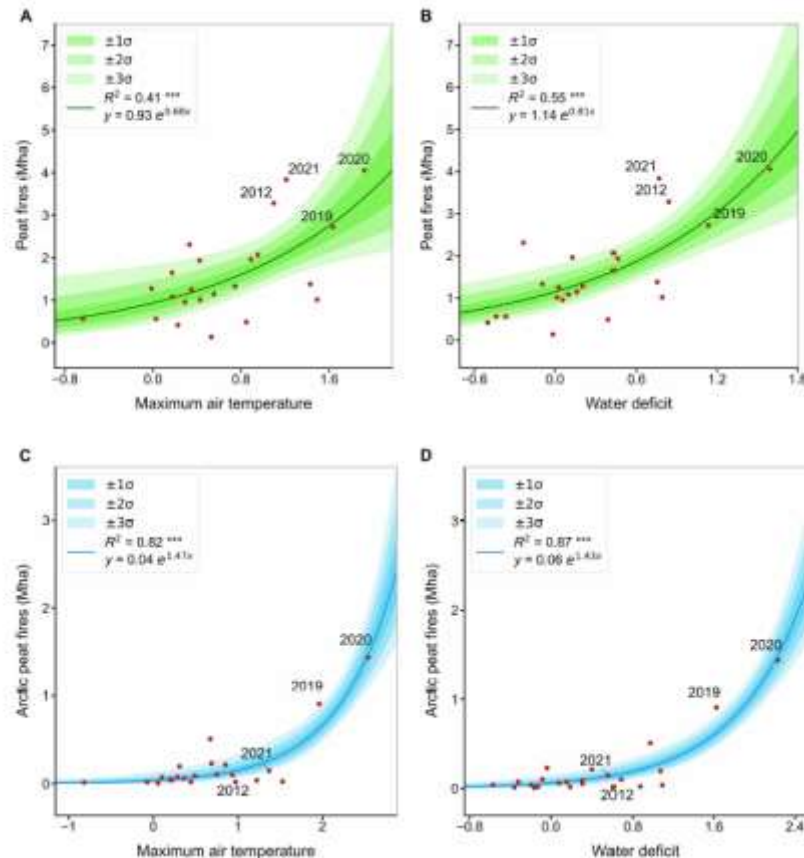 A
±1σ
±2σ
±3σ
R² = 0.41 ***
y = 0.93 e^0.68x
7
6
5
4
3
2
1
0
Peat fires (Mha)
2020
2021
2012
2019
−0.8
0.0
0.8
1.6
Maximum air temperature
B
±1σ
±2σ
±3σ
R² = 0.55 ***
y = 1.14 e^0.81x
7
6
5
4
3
2
1
0
Peat fires (Mha)
2021
2020
2012
2019
−0.6
0.0
0.6
1.2
1.8
Water deficit
C
±1σ
±2σ
±3σ
R² = 0.82 ***
y = 0.04 e^1.47x
3
2
1
0
Arctic peat fires (Mha)
2020
2019
2021
2012
−1
0
1
2
Maximum air temperature
D
±1σ
±2σ
±3σ
R² = 0.87 ***
y = 0.06 e^1.43x
3
2
1
0
Arctic peat fires (Mha)
2020
2019
2021
2012
−0.8
0.0
0.8
1.6
2.4
Water deficit